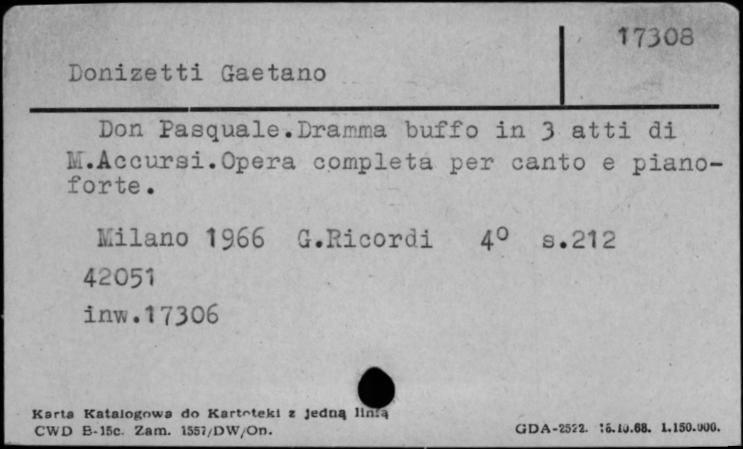 17308
Donizetti Gaetano
Don Pasquale.Dramma buffo in 3 atti di
M.Accursi.Opera completa per canto e piano-
forte.
Milano 1966 G.Ricordi 4° s.212
42051
inw.17306
Karta Katalogowa do Kartoteki z jedną linią
CWD B-15c. Zam. 1557/DW/On.
GDA-2522. 15.10.68. 1.150.000.